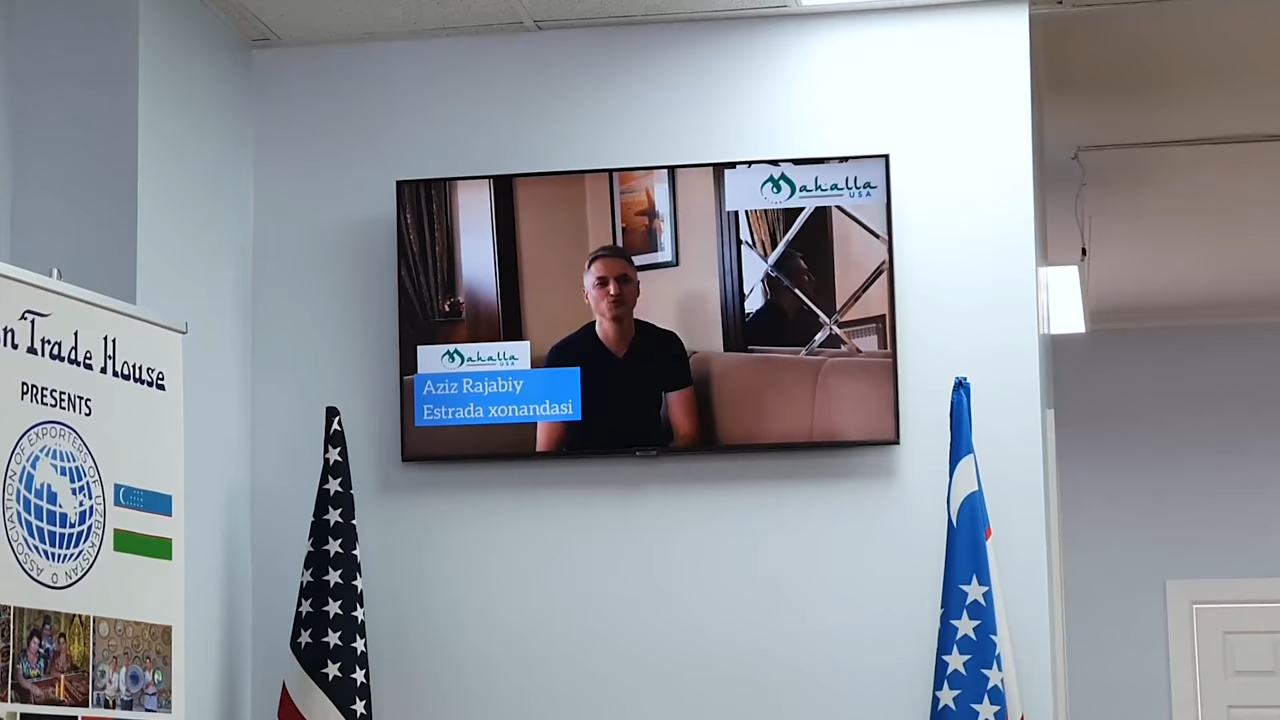 Mahalla
USA
Mahalla
USA
Aziz Rajabiy
Estrada xonandasi
n Trade House
PRESENTS
ASSOCIATION OF EXPORTERS OF UZBEKISTAN